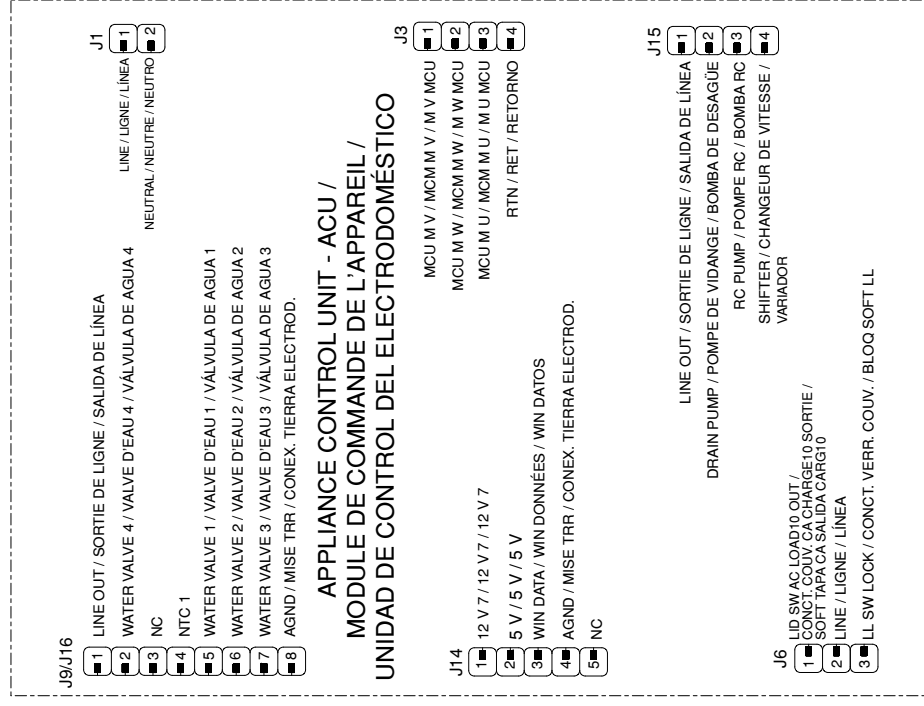 J9/J16
1 LINE OUT / SORTIE DE LIGNE / SALIDA DE LÍNEA
2 WATER VALVE 4 / VALVE D'EAU 4 / VÁLVULA DE AGUA 4
3 NC
4 NTC 1
5 WATER VALVE 1 / VALVE D'EAU 1 / VÁLVULA DE AGUA 1
6 WATER VALVE 2 / VALVE D'EAU 2 / VÁLVULA DE AGUA 2
7 WATER VALVE 3 / VALVE D'EAU 3 / VÁLVULA DE AGUA 3
8 AGND / MISE TRR / CONEX. TIERRA ELECTROD.
J1
LINE / LIGNE / LÍNEA 1
NEUTRAL / NEUTRE / NEUTRO 2
APPLIANCE CONTROL UNIT - ACU /
MODULE DE COMMANDE DE L'APPAREIL /
UNIDAD DE CONTROL DEL ELECTRODOMÉSTICO
J14
1 12 V 7 / 12 V 7 / 12 V 7
2 5 V / 5 V / 5 V
3 WIN DATA / WIN DONNÉES / WIN DATOS
4 AGND / MISE TRR / CONEX. TIERRA ELECTROD.
5 NC
J3
MCU M V / MCM M V / M V MCU 1
MCU M W / MCM M W / M W MCU 2
MCU M U / MCM M U / M U MCU 3
RTN / RET / RETORNO 4
J6
LID SW AC LOAD10 OUT /
1 CONCT. COUV. CA CHARGE10 SORTIE /
SOFT TAPA CA SALIDA CARG10
2 LINE / LIGNE / LÍNEA
3 LL SW LOCK / CONCT. VERR. COUV. / BLOQ SOFT LL
J15
LINE OUT / SORTIE DE LIGNE / SALIDA DE LÍNEA 1
DRAIN PUMP / POMPE DE VIDANGE / BOMBA DE DESAGÜE 2
RC PUMP / POMPE RC / BOMBA RC 3
SHIFTER / CHANGEUR DE VITESSE / 4
VARIADOR